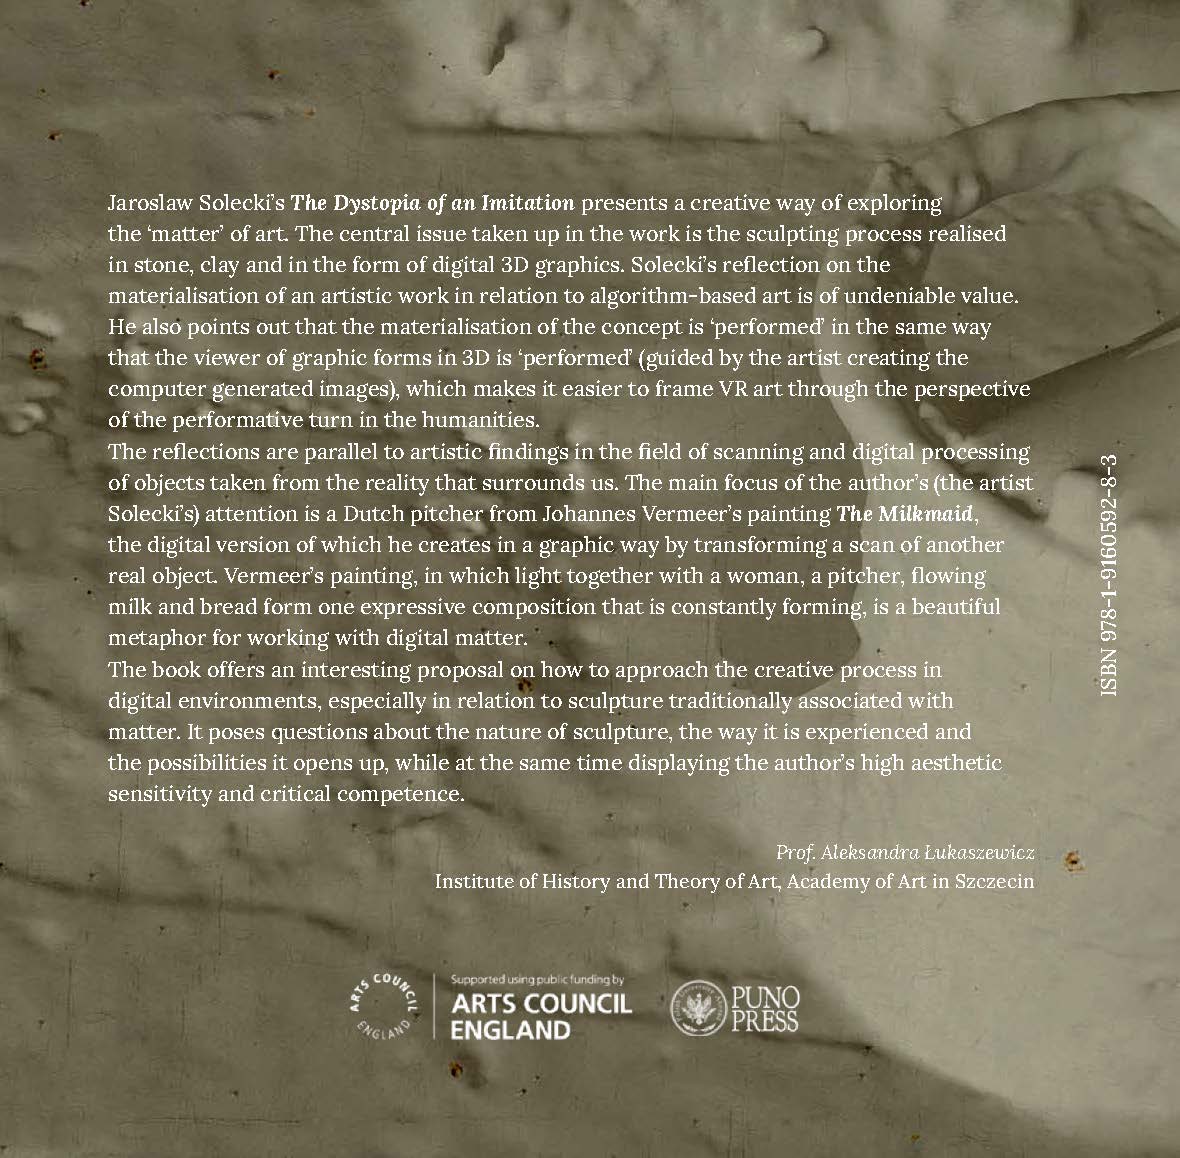 Jaroslaw Solecki’s The Dystopia of an Imitation presents a creative way of exploring
the ‘matter’ of art. The central issue taken up in the work is the sculpting process realised
in stone, clay and in the form of digital 3D graphics. Solecki’s reflection on the
materialisation of an artistic work in relation to algorithm-based art is of undeniable value.
He also points out that the materialisation of the concept is ‘performed’ in the same way
that the viewer of graphic forms in 3D is ‘performed’ (guided by the artist creating the
computer generated images), which makes it easier to frame VR art through the perspective
of the performative turn in the humanities.
The reflections are parallel to artistic findings in the field of scanning and digital processing
of objects taken from the reality that surrounds us. The main focus of the author’s (the artist
Solecki’s) attention is a Dutch pitcher from Johannes Vermeer’s painting The Milkmaid,
the digital version of which he creates in a graphic way by transforming a scan of another
real object. Vermeer’s painting, in which light together with a woman, a pitcher, flowing
milk and bread form one expressive composition that is constantly forming, is a beautiful
metaphor for working with digital matter.
The book offers an interesting proposal on how to approach the creative process in
digital environments, especially in relation to sculpture traditionally associated with
matter. It poses questions about the nature of sculpture, the way it is experienced and
the possibilities it opens up, while at the same time displaying the author’s high aesthetic
sensitivity and critical competence.
Prof. Aleksandra Łukaszewicz
Institute of History and Theory of Art, Academy of Art in Szczecin
ISBN 978-1-9160592-8-3
ARTS COUNCIL
ENGLAND
Supported using public funding by
ARTS COUNCIL
ENGLAND
PUNO
PRESS